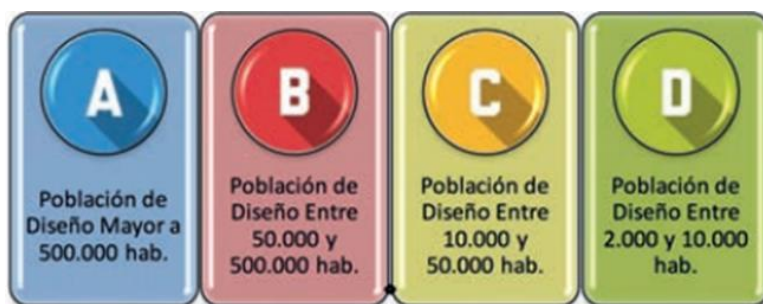 A
Población de
Diseño Mayor a
500.000 hab.
B
Población de
Diseño Entre
50.000 y
500.000 hab.
C
Población de
Diseño Entre
10.000 y
50.000 hab.
D
Población de
Diseño Entre
2.000 y 10.000
hab.